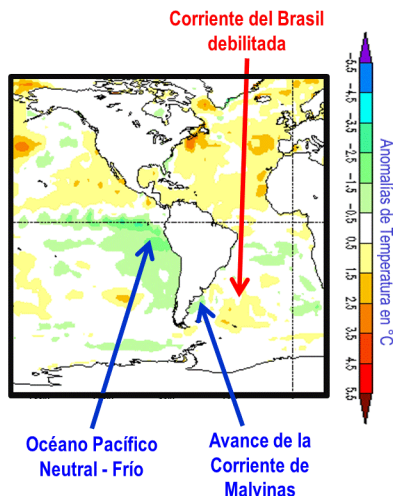 Corriente del Brasil
debilitada
-5.5
-4.5
-3.5
-2.5
-1.5
-0.5
0.5
1.5
2.5
3.5
4.5
5.5
Anomalías de Temperatura en °C
Océano Pacífico
Neutral - Frío
Avance de la
Corriente de
Malvinas